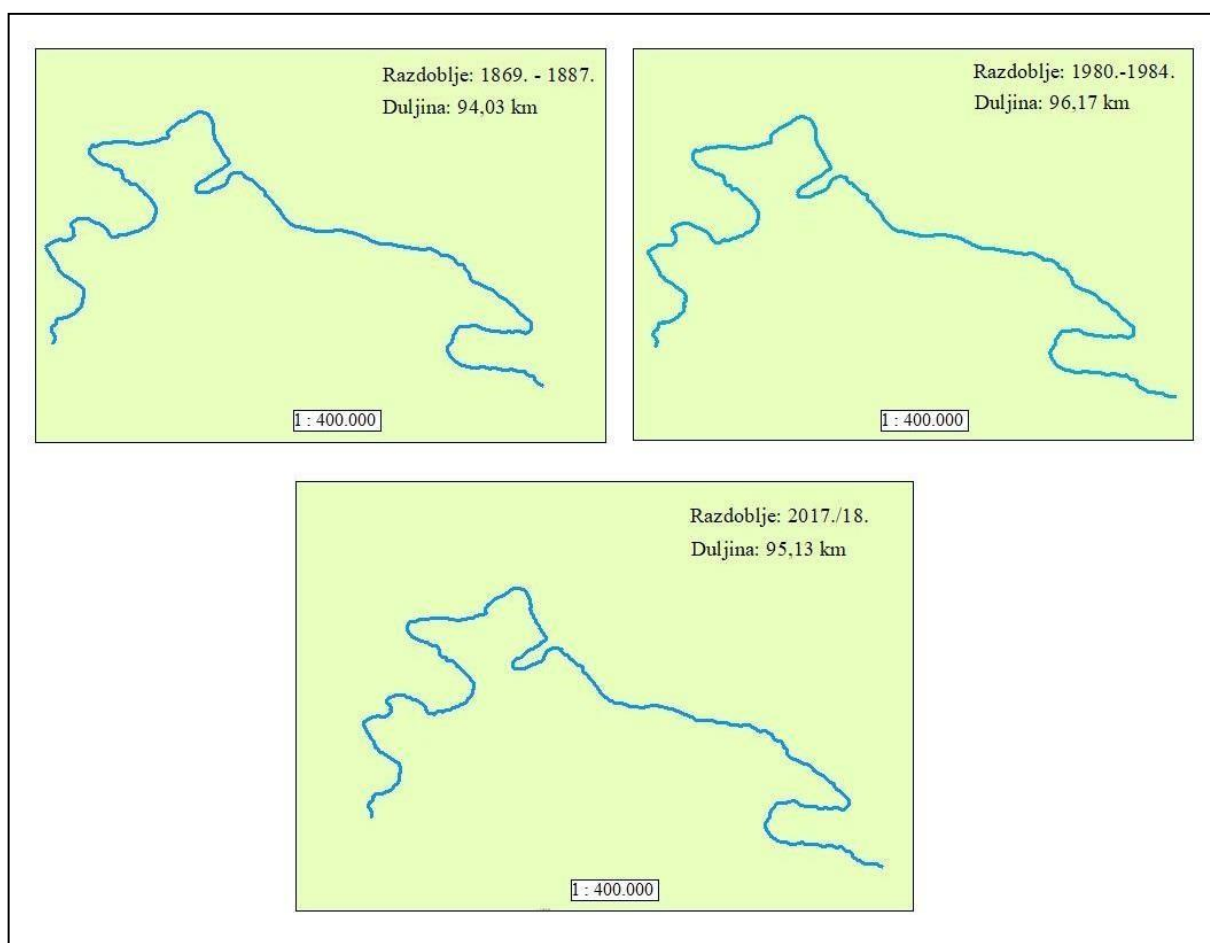 Razdoblje: 1869. - 1887.
Duljina: 94,03 km
1 : 400.000
Razdoblje: 1980.-1984.
Duljina: 96,17 km
1 : 400.000
Razdoblje: 2017./18.
Duljina: 95,13 km
1 : 400.000